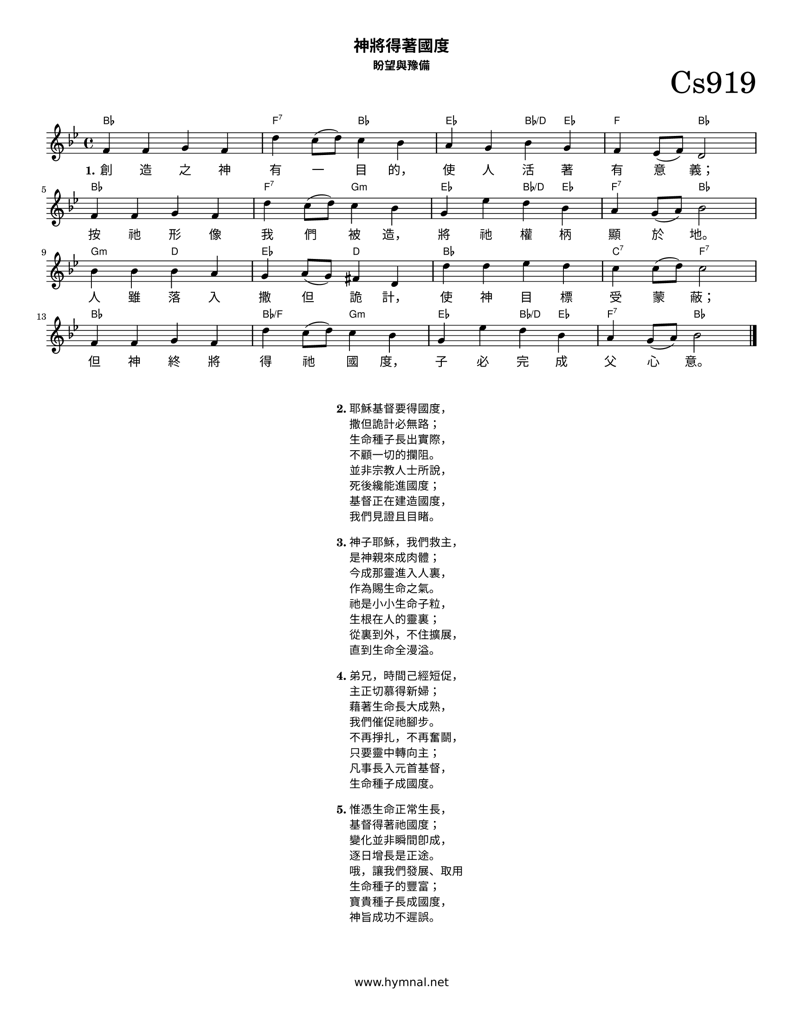 神將得著國度
盼望與豫備
Cs919
B♭ F7 B♭ E♭ B♭/D E♭ F B♭
1. 創 造 之 神 有 一 目 的， 使 人 活 著 有 意 義；
5 B♭ F7 Gm E♭ B♭/D E♭ F7 B♭
按 祂 形 像 我 們 被 造， 將 祂 權 柄 顯 於 地。
9 Gm D E♭ D B♭ C7 F7
人 雖 落 入 撒 但 詭 計， 使 神 目 標 受 蒙 蔽；
13 B♭ B♭/F Gm E♭ B♭/D E♭ F7 B♭
但 神 終 將 得 祂 國 度， 子 必 完 成 父 心 意。
2. 耶穌基督要得國度，
撒但詭計必無路；
生命種子長出實際，
不顧一切的攔阻。
並非宗教人士所說，
死後纔能進國度；
基督正在建造國度，
我們見證且目睹。
3. 神子耶穌，我們救主，
是神親來成肉體；
今成那靈進入人裏，
作為賜生命之氣。
祂是小小生命子粒，
生根在人的靈裏；
從裏到外，不住擴展，
直到生命全漫溢。
4. 弟兄，時間己經短促，
主正切慕得新婦；
藉著生命長大成熟，
我們催促祂腳步。
不再掙扎，不再奮鬪，
只要靈中轉向主；
凡事長入元首基督，
生命種子成國度。
5. 惟憑生命正常生長，
基督得著祂國度；
變化並非瞬間卽成，
逐日增長是正途。
哦，讓我們發展、取用
生命種子的豐富；
寶貴種子長成國度，
神旨成功不遲誤。
www.hymnal.net